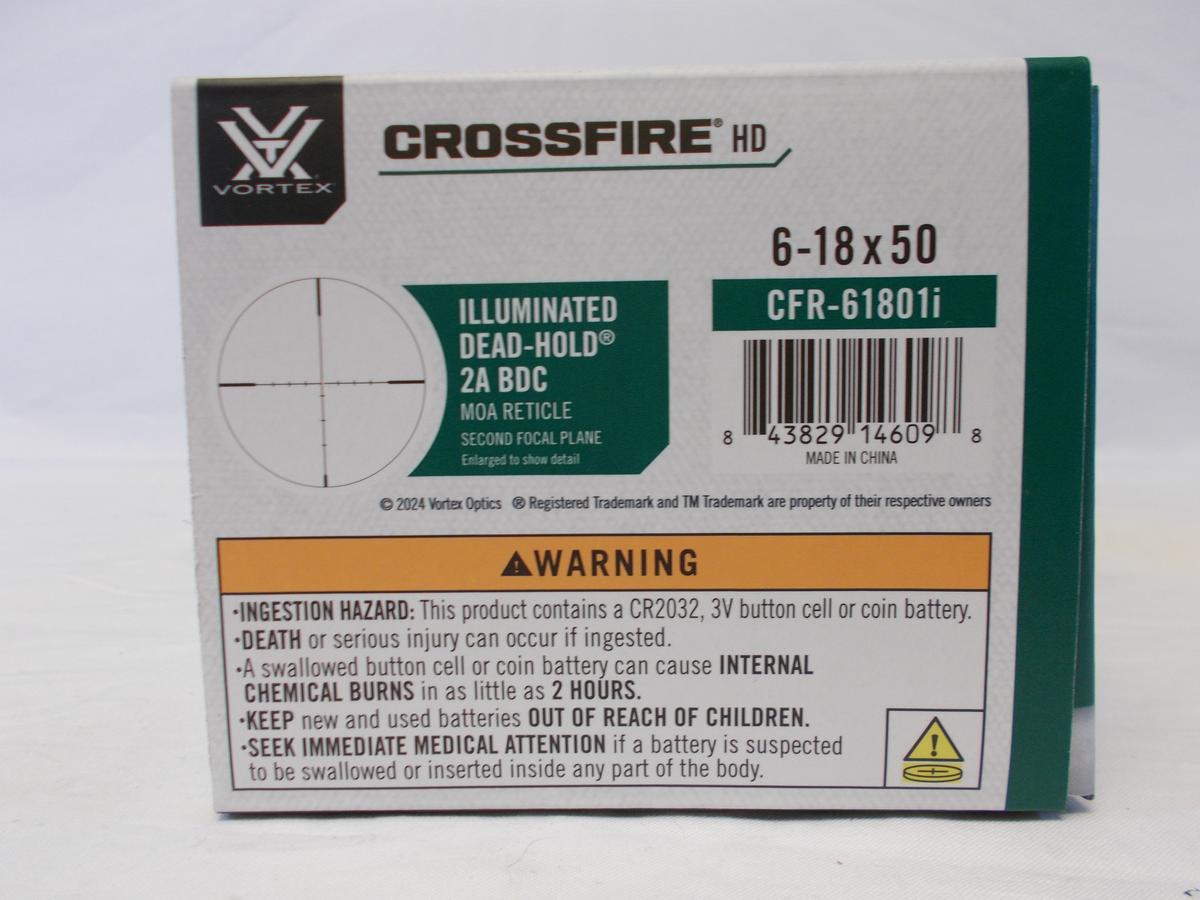 VORTEX
CROSSFIRE® HD
6-18x50
CFR-61801i
ILLUMINATED
DEAD-HOLD®
2A BDC
MOA RETICLE
SECOND FOCAL PLANE
Enlarged to show detail
8 43829 14609 8
MADE IN CHINA
© 2024 Vortex Optics ® Registered Trademark and TM Trademark are property of their respective owners
⚠WARNING
•INGESTION HAZARD: This product contains a CR2032, 3V button cell or coin battery.
•DEATH or serious injury can occur if ingested.
•A swallowed button cell or coin battery can cause INTERNAL
CHEMICAL BURNS in as little as 2 HOURS.
•KEEP new and used batteries OUT OF REACH OF CHILDREN.
•SEEK IMMEDIATE MEDICAL ATTENTION if a battery is suspected
to be swallowed or inserted inside any part of the body.